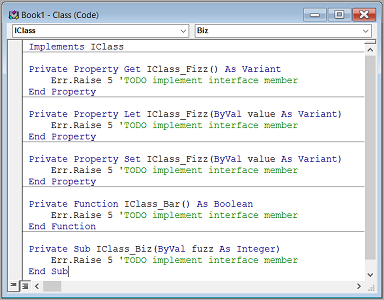 Book1 - Class (Code)
IClass
Biz
Implements IClass
Private Property Get IClass_Fizz() As Variant
Err.Raise 5 'TODO implement interface member
End Property
Private Property Let IClass_Fizz(ByVal value As Variant)
Err.Raise 5 'TODO implement interface member
End Property
Private Property Set IClass_Fizz(ByVal value As Variant)
Err.Raise 5 'TODO implement interface member
End Property
Private Function IClass_Bar() As Boolean
Err.Raise 5 'TODO implement interface member
End Function
Private Sub IClass_Biz(ByVal fuzz As Integer)
Err.Raise 5 'TODO implement interface member
End Sub